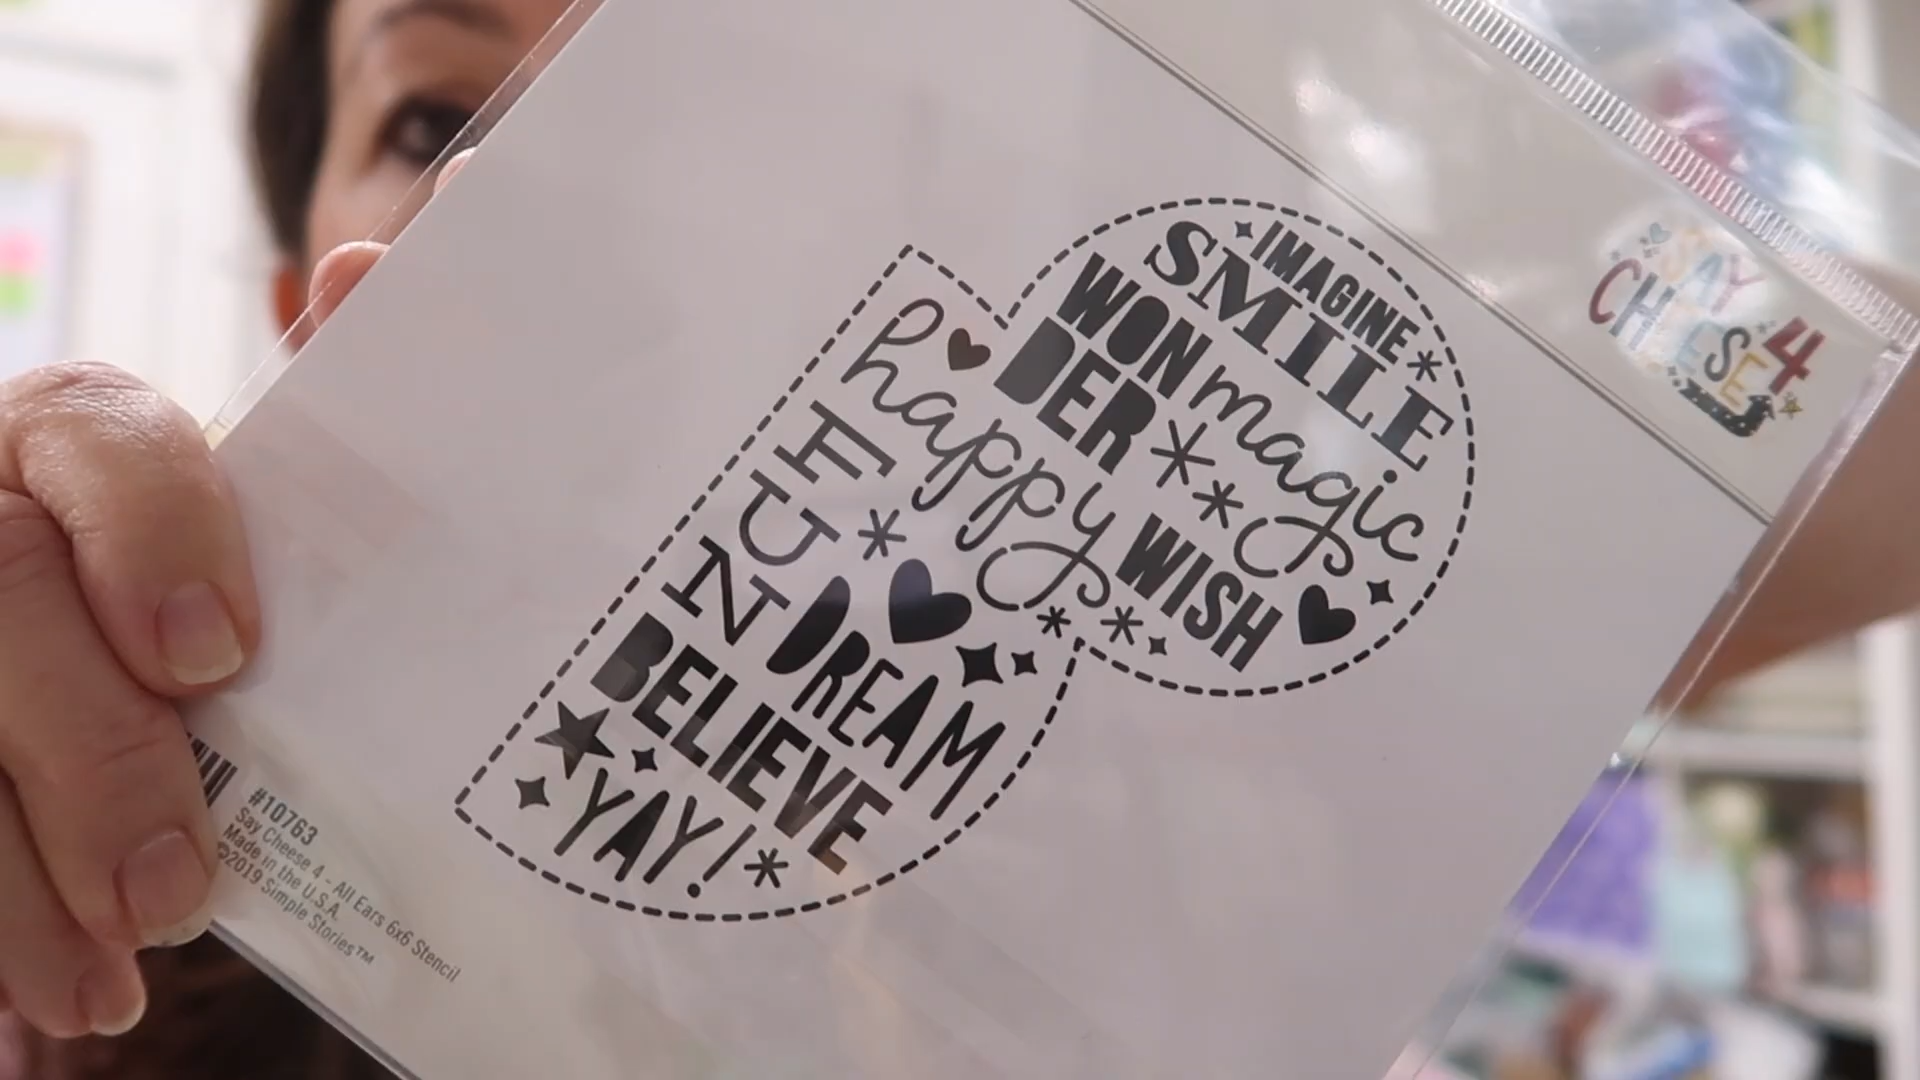 IMAGINE
SMILE
WON
DER
magic
happy
WISH
FUN
DREAM
BELIEVE
YAY!
SAY
CHEESE 4
#10763
Say Cheese 4 - All Ears 6x6 Stencil
Made in the U.S.A.
©2019 Simple Stories™